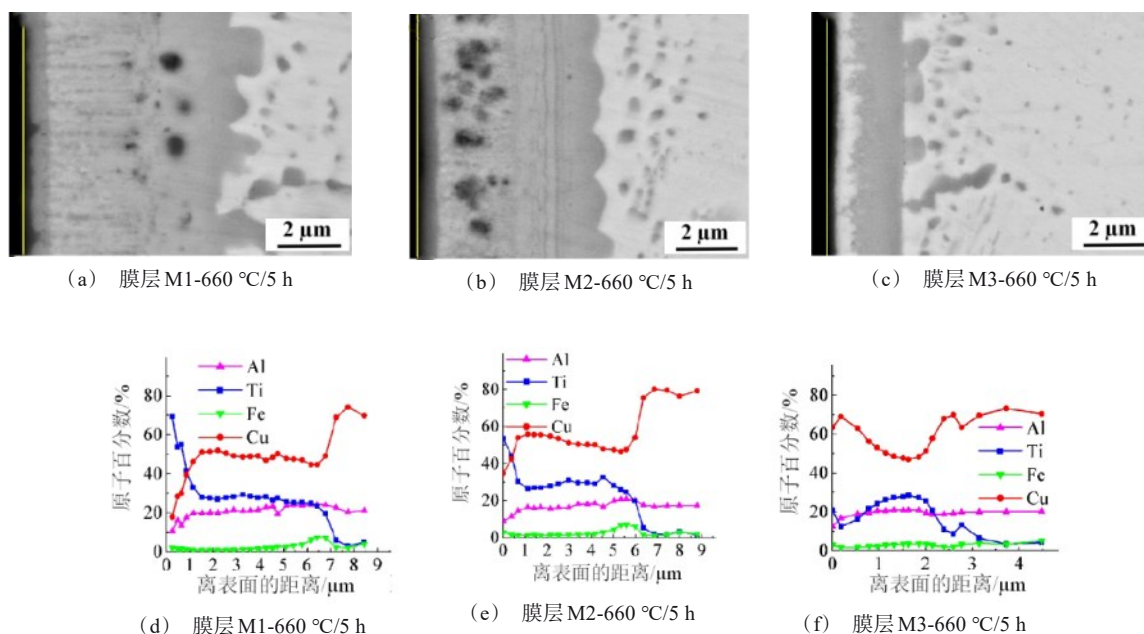 2 μm
2 μm
2 μm
(a) 膜层 M1-660 °C/5 h
(b) 膜层 M2-660 °C/5 h
(c) 膜层 M3-660 °C/5 h
原子百分数/%
80
60
40
20
0
Al
Ti
Fe
Cu
0 1 2 3 4 5 6 7 8 9
离表面的距离/μm
(d) 膜层 M1-660 °C/5 h
原子百分数/%
80
60
40
20
0
Al
Ti
Fe
Cu
0 1 2 3 4 5 6 7 8 9
离表面的距离/μm
(e) 膜层 M2-660 °C/5 h
原子百分数/%
80
60
40
20
0
Al
Ti
Fe
Cu
0 1 2 3 4
离表面的距离/μm
(f) 膜层 M3-660 °C/5 h